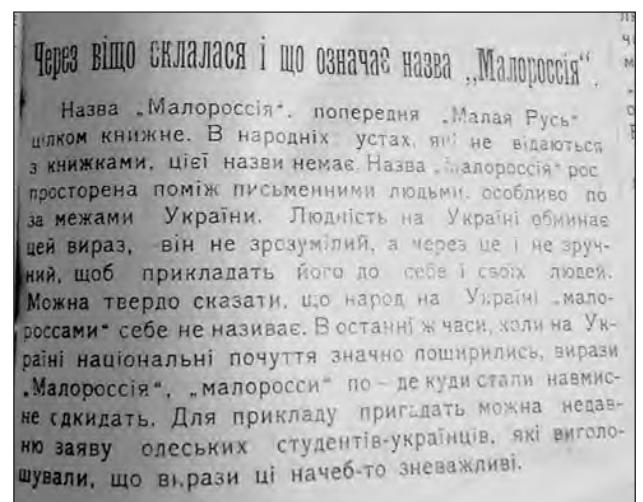 Через віщо склалася і що означає назва „Малороссія“.
Назва „Малороссія“. попередня „Малая Русь“
цілком книжне. В народніх устах, які не відаються
з книжками, цієї назви немає. Назва „Малороссія“ рос
просторена поміж письменними людьми, особливо по
за межами України. Людність на Україні обминає
цей вираз, він не зрозумілий, а через це і не зруч-
ний, щоб прикладать його до себе і своїх людей.
Можна твердо сказати, що народ на Україні „мало-
россами“ себе не називає. В останні ж часи, коли на Ук-
раїні національні почуття значно поширились, вирази
„Малороссія“, „малоросси“ по-де куди стали навмис-
не сдкидать. Для прикладу пригадать можна недав-
ню заяву олеських студентів-українців, які виголо-
шували, що вирази ці начеб-то зневажливі.